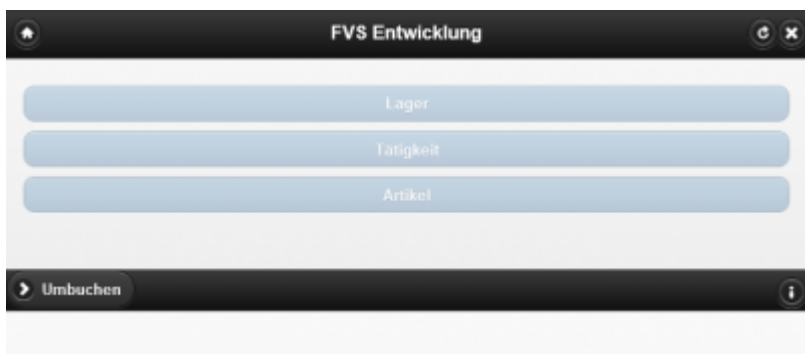 FVS Entwicklung
Lager
Tätigkeit
Artikel
Umbuchen